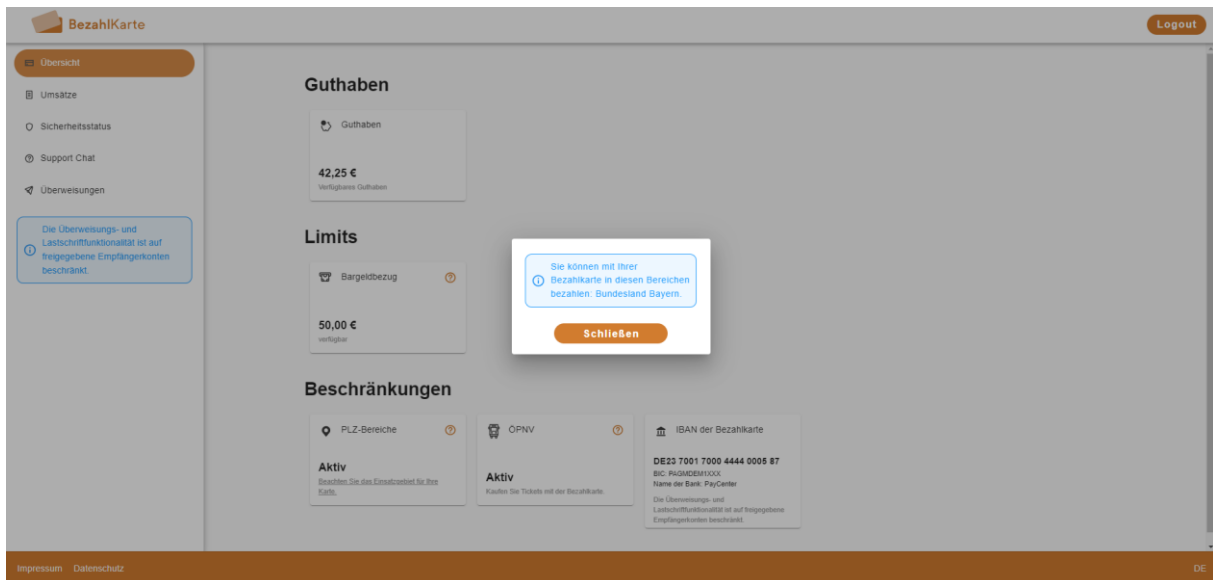 BezahlKarte
Logout
Übersicht
Umsätze
Sicherheitsstatus
Support Chat
Überweisungen
Die Überweisungs- und
Lastschriftfunktionalität ist auf
freigegebene Empfängerkonten
beschränkt.
Guthaben
Guthaben
42,25 €
Verfügbares Guthaben
Limits
Bargeldbezug
50,00 €
verfügbar
Sie können mit Ihrer
Bezahlkarte in diesen Bereichen
bezahlen: Bundesland Bayern.
Schließen
Beschränkungen
PLZ-Bereiche
Aktiv
Beachten Sie das Einsatzgebiet für Ihre
Karte.
ÖPNV
Aktiv
Kaufen Sie Tickets mit der Bezahlkarte.
IBAN der Bezahlkarte
DE23 7001 7000 4444 0005 87
BIC: PAGMDEM1XXX
Name der Bank: PayCenter
Die Überweisungs- und
Lastschriftfunktionalität ist auf freigegebene
Empfängerkonten beschränkt.
Impressum Datenschutz
DE